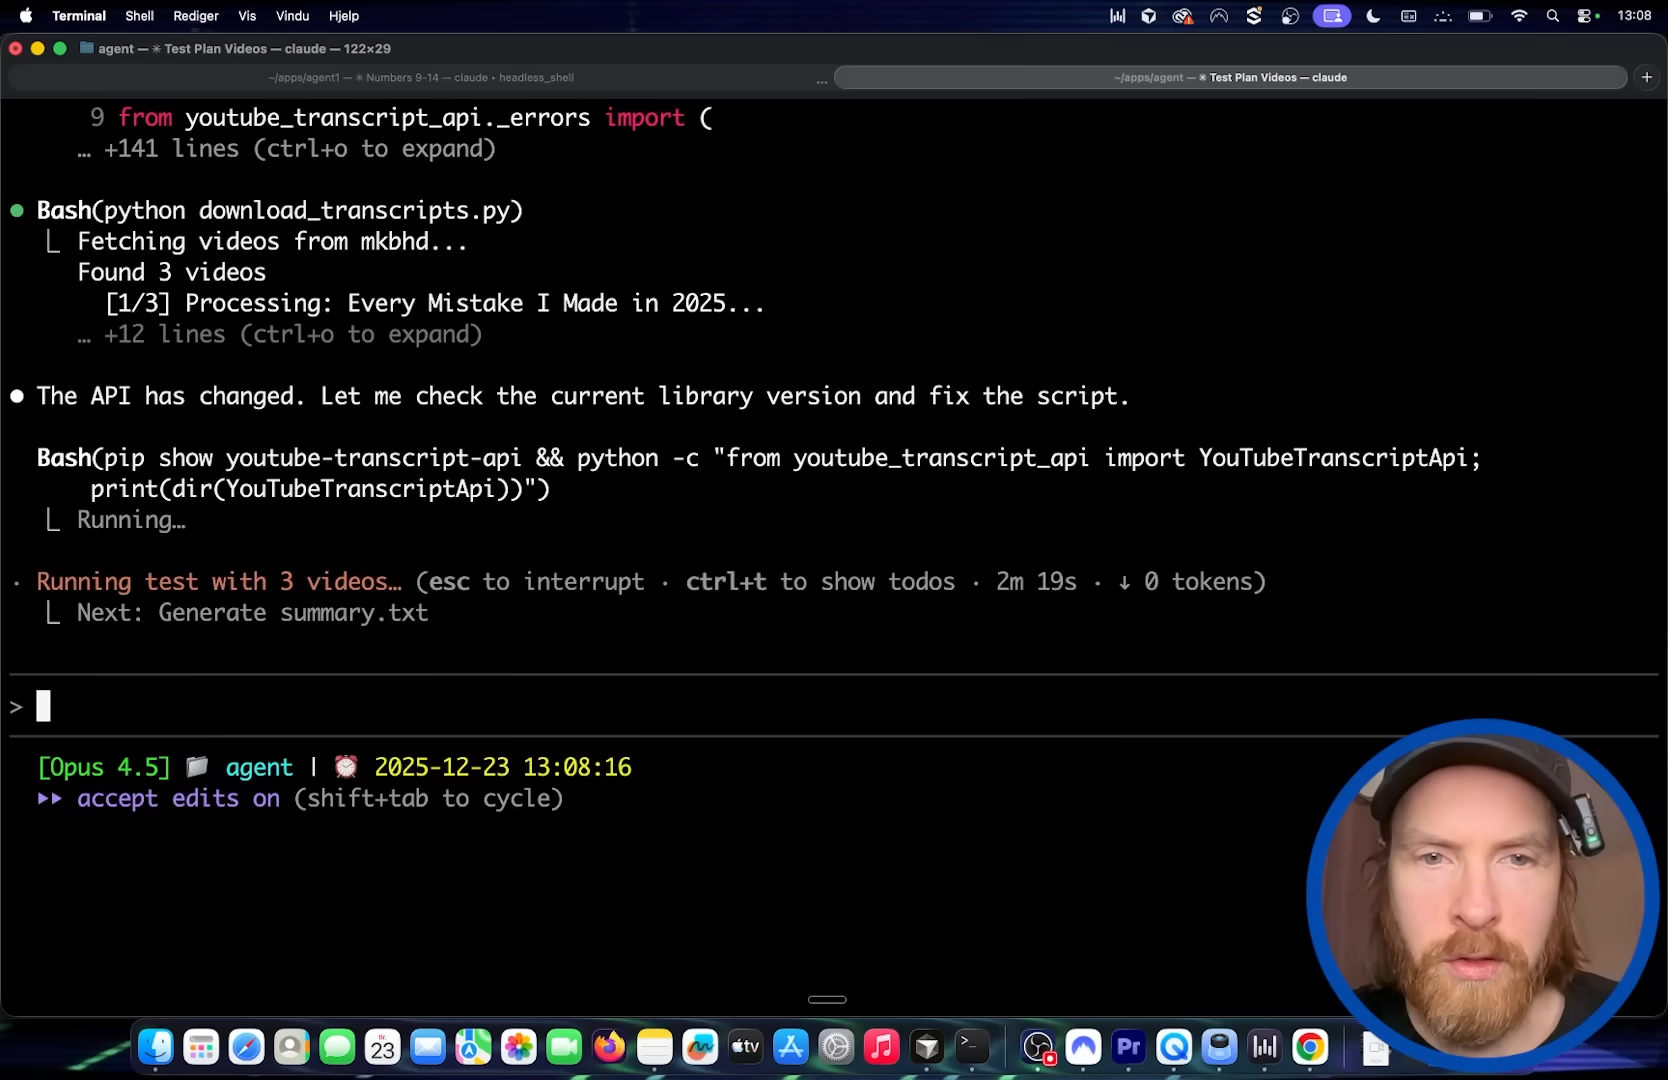 Terminal Shell Rediger Vis Vindu Hjelp 13:08
agent — ✳ Test Plan Videos — claude — 122×29
~/apps/agent1 — ✳ Numbers 9-14 — claude ▸ headless_shell ... ~/apps/agent — ✳ Test Plan Videos — claude +
9 from youtube_transcript_api._errors import (
… +141 lines (ctrl+o to expand)
● Bash(python download_transcripts.py)
⎿ Fetching videos from mkbhd...
Found 3 videos
[1/3] Processing: Every Mistake I Made in 2025...
… +12 lines (ctrl+o to expand)
● The API has changed. Let me check the current library version and fix the script.
Bash(pip show youtube-transcript-api && python -c "from youtube_transcript_api import YouTubeTranscriptApi;
print(dir(YouTubeTranscriptApi))")
⎿ Running…
· Running test with 3 videos… (esc to interrupt · ctrl+t to show todos · 2m 19s · ↓ 0 tokens)
⎿ Next: Generate summary.txt
>
[Opus 4.5] 📁 agent | ⏰ 2025-12-23 13:08:16
▸▸ accept edits on (shift+tab to cycle)
23 tv >_ Pr